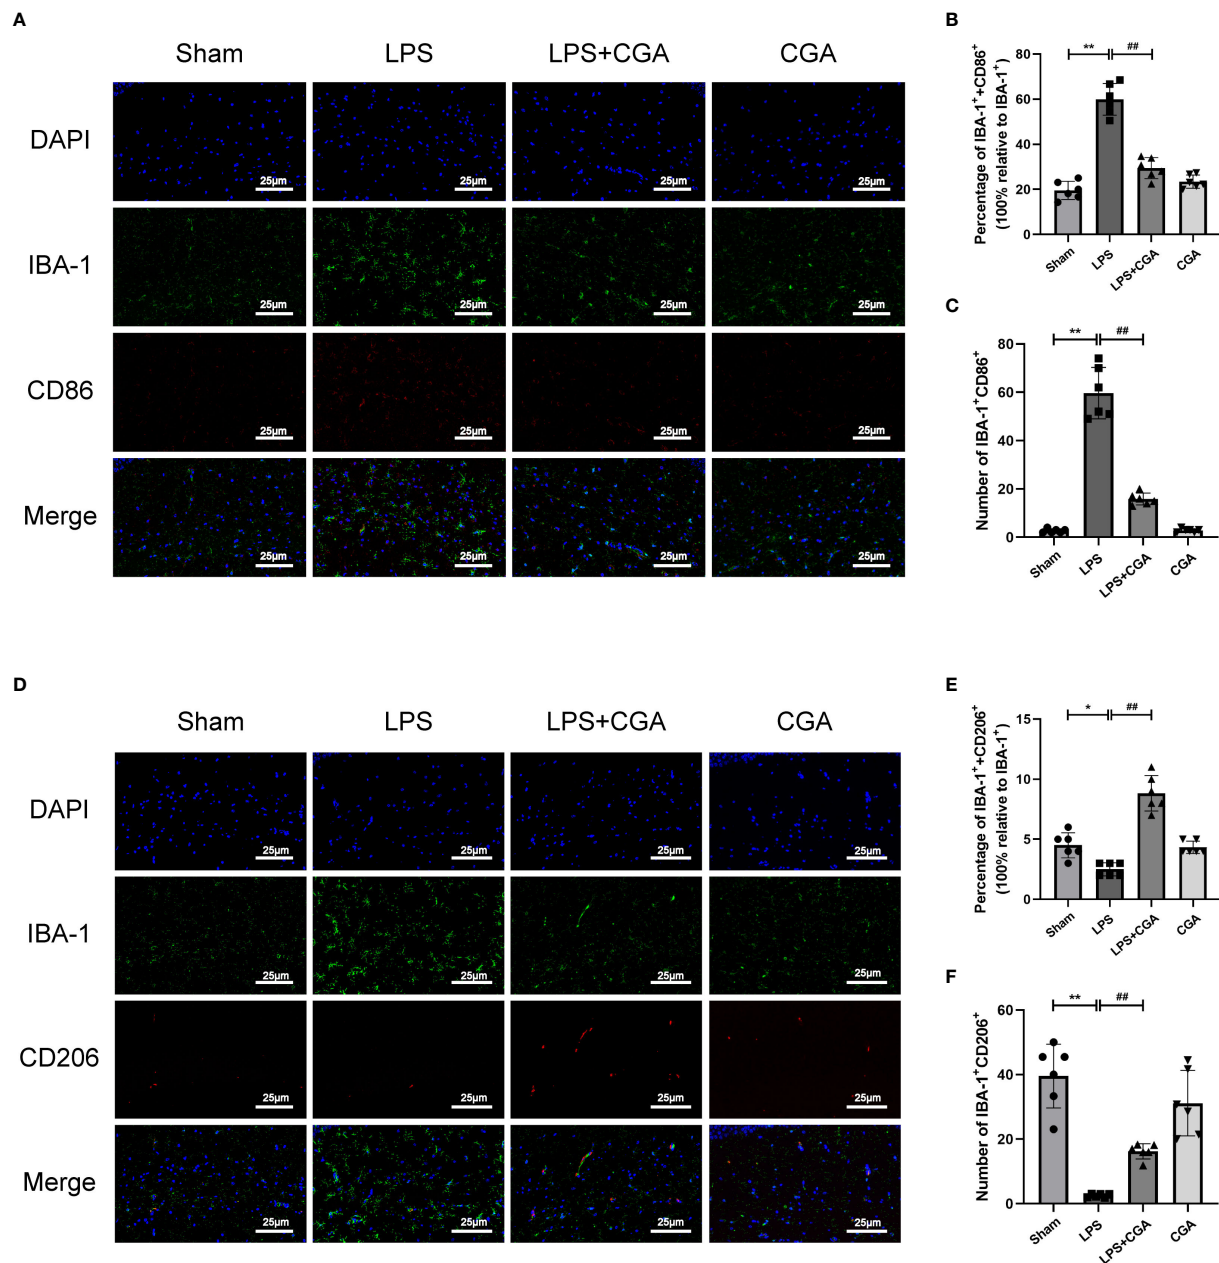 A
Sham LPS LPS+CGA CGA
DAPI
25μm 25μm 25μm 25μm
IBA-1
25μm 25μm 25μm 25μm
CD86
25μm 25μm 25μm 25μm
Merge
25μm 25μm 25μm 25μm
B
Percentage of IBA-1⁺+CD86⁺
(100% relative to IBA-1⁺)
80
60
40
20
0
** ##
Sham LPS LPS+CGA CGA
C
Number of IBA-1⁺CD86⁺
80
60
40
20
0
** ##
Sham LPS LPS+CGA CGA
D
Sham LPS LPS+CGA CGA
DAPI
25μm 25μm 25μm 25μm
IBA-1
25μm 25μm 25μm 25μm
CD206
25μm 25μm 25μm 25μm
Merge
25μm 25μm 25μm 25μm
E
Percentage of IBA-1⁺+CD206⁺
(100% relative to IBA-1⁺)
15
10
5
0
* ##
Sham LPS LPS+CGA CGA
F
Number of IBA-1⁺CD206⁺
60
40
20
0
** ##
Sham LPS LPS+CGA CGA